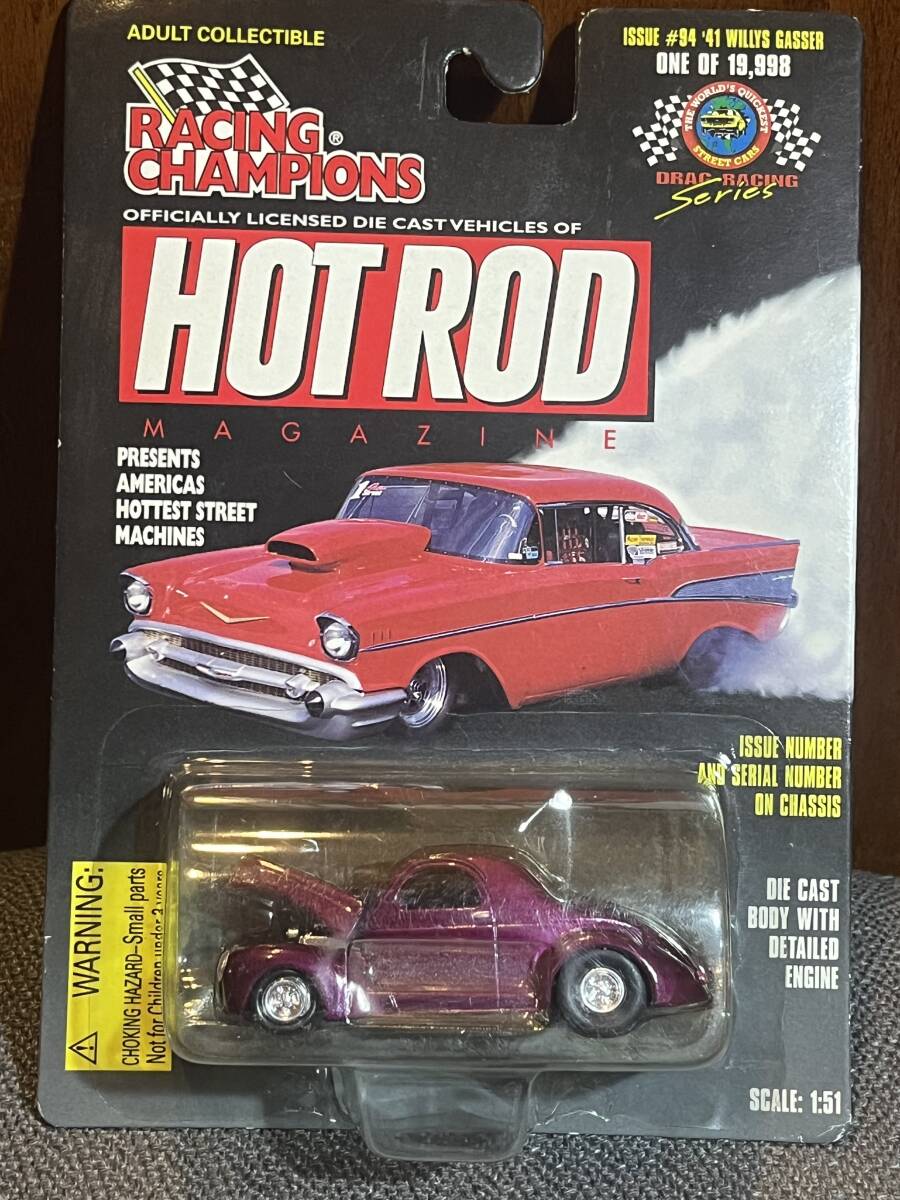 ADULT COLLECTIBLE
RACING CHAMPIONS®
OFFICIALLY LICENSED DIE CAST VEHICLES OF
HOT ROD
MAGAZINE
PRESENTS
AMERICAS
HOTTEST STREET
MACHINES
ISSUE #94 '41 WILLYS GASSER
ONE OF 19,998
THE WORLD'S QUICKEST
STREET CARS
DRAG RACING
Series
ISSUE NUMBER
AND SERIAL NUMBER
ON CHASSIS
DIE CAST
BODY WITH
DETAILED
ENGINE
SCALE: 1:51
WARNING:
CHOKING HAZARD–Small parts
Not for Children under 3 years